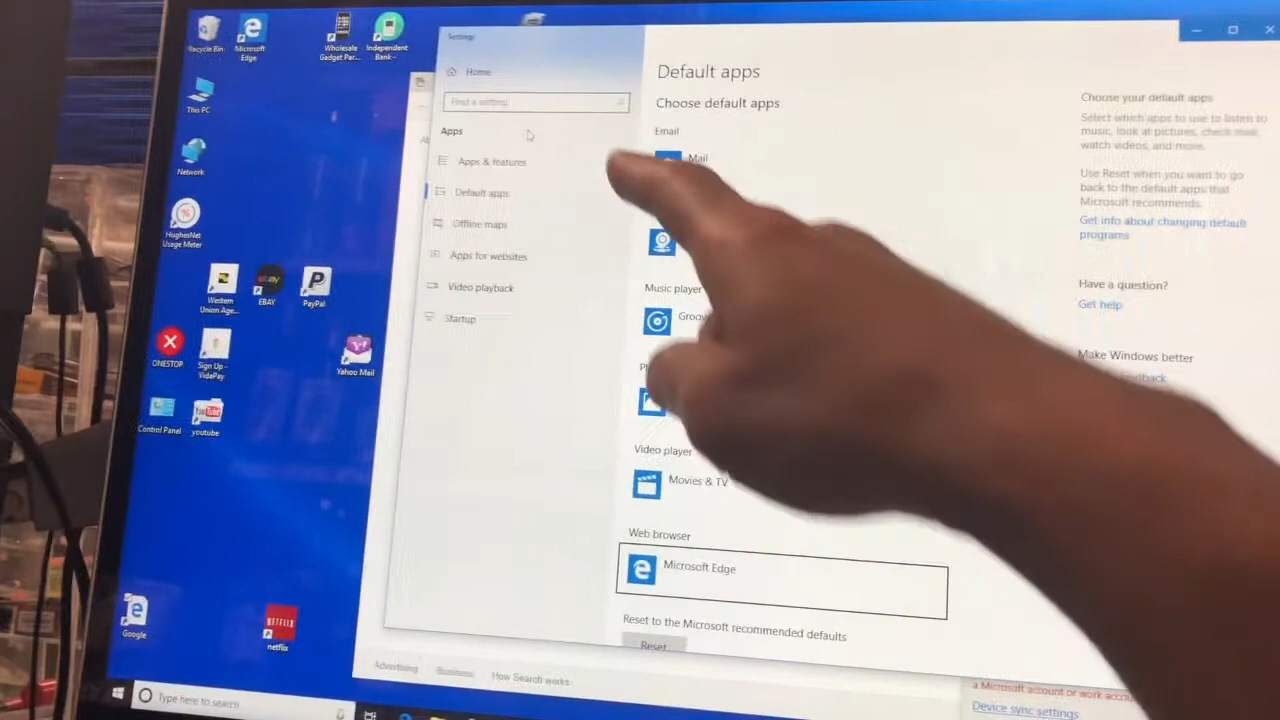 Recycle Bin
Microsoft
Edge
Wholesale
Gadget Par...
Independent
Bank -
This PC
Network
HughesNet
Usage Meter
Western
Union Age...
EBAY
PayPal
ONESTOP
Sign Up -
VidaPay
Yahoo Mail
Control Panel
youtube
Google
netflix
Type here to search
Settings
Home
Find a setting
Apps
Apps & features
Default apps
Offline maps
Apps for websites
Video playback
Startup
Default apps
Choose default apps
Email
Mail
Music player
Video player
Movies & TV
Web browser
Microsoft Edge
Reset to the Microsoft recommended defaults
Reset
Choose your default apps
Select which apps to use to listen to
music, look at pictures, check mail,
watch videos, and more.
Use Reset when you want to go
back to the default apps that
Microsoft recommends.
Get info about changing default
programs
Have a question?
Get help
Make Windows better
feedback
Advertising
Business
How Search works
a Microsoft account or work
Device sync settings